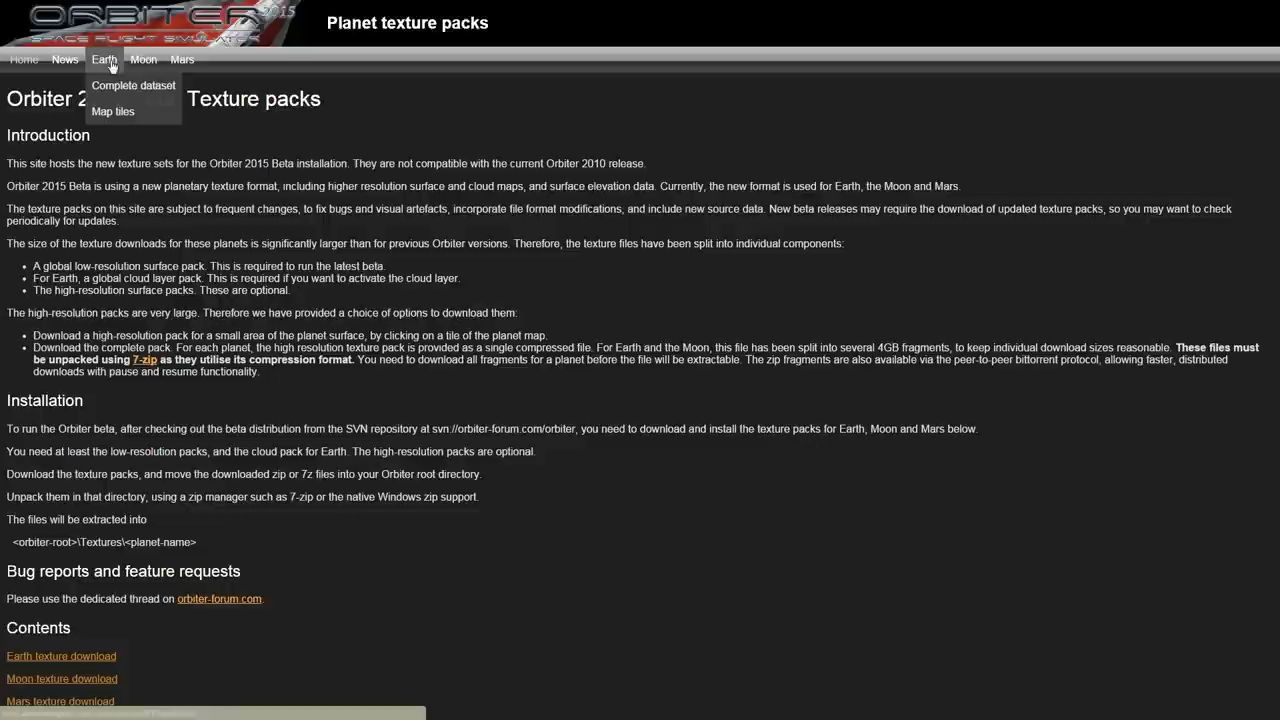 ORBITER 2015
SPACE FLIGHT SIMULATOR
Planet texture packs
Home News Earth Moon Mars
Complete dataset
Map tiles
Orbiter 2 Texture packs
Introduction
This site hosts the new texture sets for the Orbiter 2015 Beta installation. They are not compatible with the current Orbiter 2010 release.
Orbiter 2015 Beta is using a new planetary texture format, including higher resolution surface and cloud maps, and surface elevation data. Currently, the new format is used for Earth, the Moon and Mars.
The texture packs on this site are subject to frequent changes, to fix bugs and visual artefacts, incorporate file format modifications, and include new source data. New beta releases may require the download of updated texture packs, so you may want to check
periodically for updates.
The size of the texture downloads for these planets is significantly larger than for previous Orbiter versions. Therefore, the texture files have been split into individual components:
• A global low-resolution surface pack. This is required to run the latest beta.
• For Earth, a global cloud layer pack. This is required if you want to activate the cloud layer.
• The high-resolution surface packs. These are optional.
The high-resolution packs are very large. Therefore we have provided a choice of options to download them:
• Download a high-resolution pack for a small area of the planet surface, by clicking on a tile of the planet map.
• Download the complete pack. For each planet, the high resolution texture pack is provided as a single compressed file. For Earth and the Moon, this file has been split into several 4GB fragments, to keep individual download sizes reasonable. These files must
be unpacked using 7-zip as they utilise its compression format. You need to download all fragments for a planet before the file will be extractable. The zip fragments are also available via the peer-to-peer bittorrent protocol, allowing faster, distributed
downloads with pause and resume functionality.
Installation
To run the Orbiter beta, after checking out the beta distribution from the SVN repository at svn://orbiter-forum.com/orbiter, you need to download and install the texture packs for Earth, Moon and Mars below.
You need at least the low-resolution packs, and the cloud pack for Earth. The high-resolution packs are optional.
Download the texture packs, and move the downloaded zip or 7z files into your Orbiter root directory.
Unpack them in that directory, using a zip manager such as 7-zip or the native Windows zip support.
The files will be extracted into
<orbiter-root>\Textures\<planet-name>
Bug reports and feature requests
Please use the dedicated thread on orbiter-forum.com.
Contents
Earth texture download
Moon texture download
Mars texture download